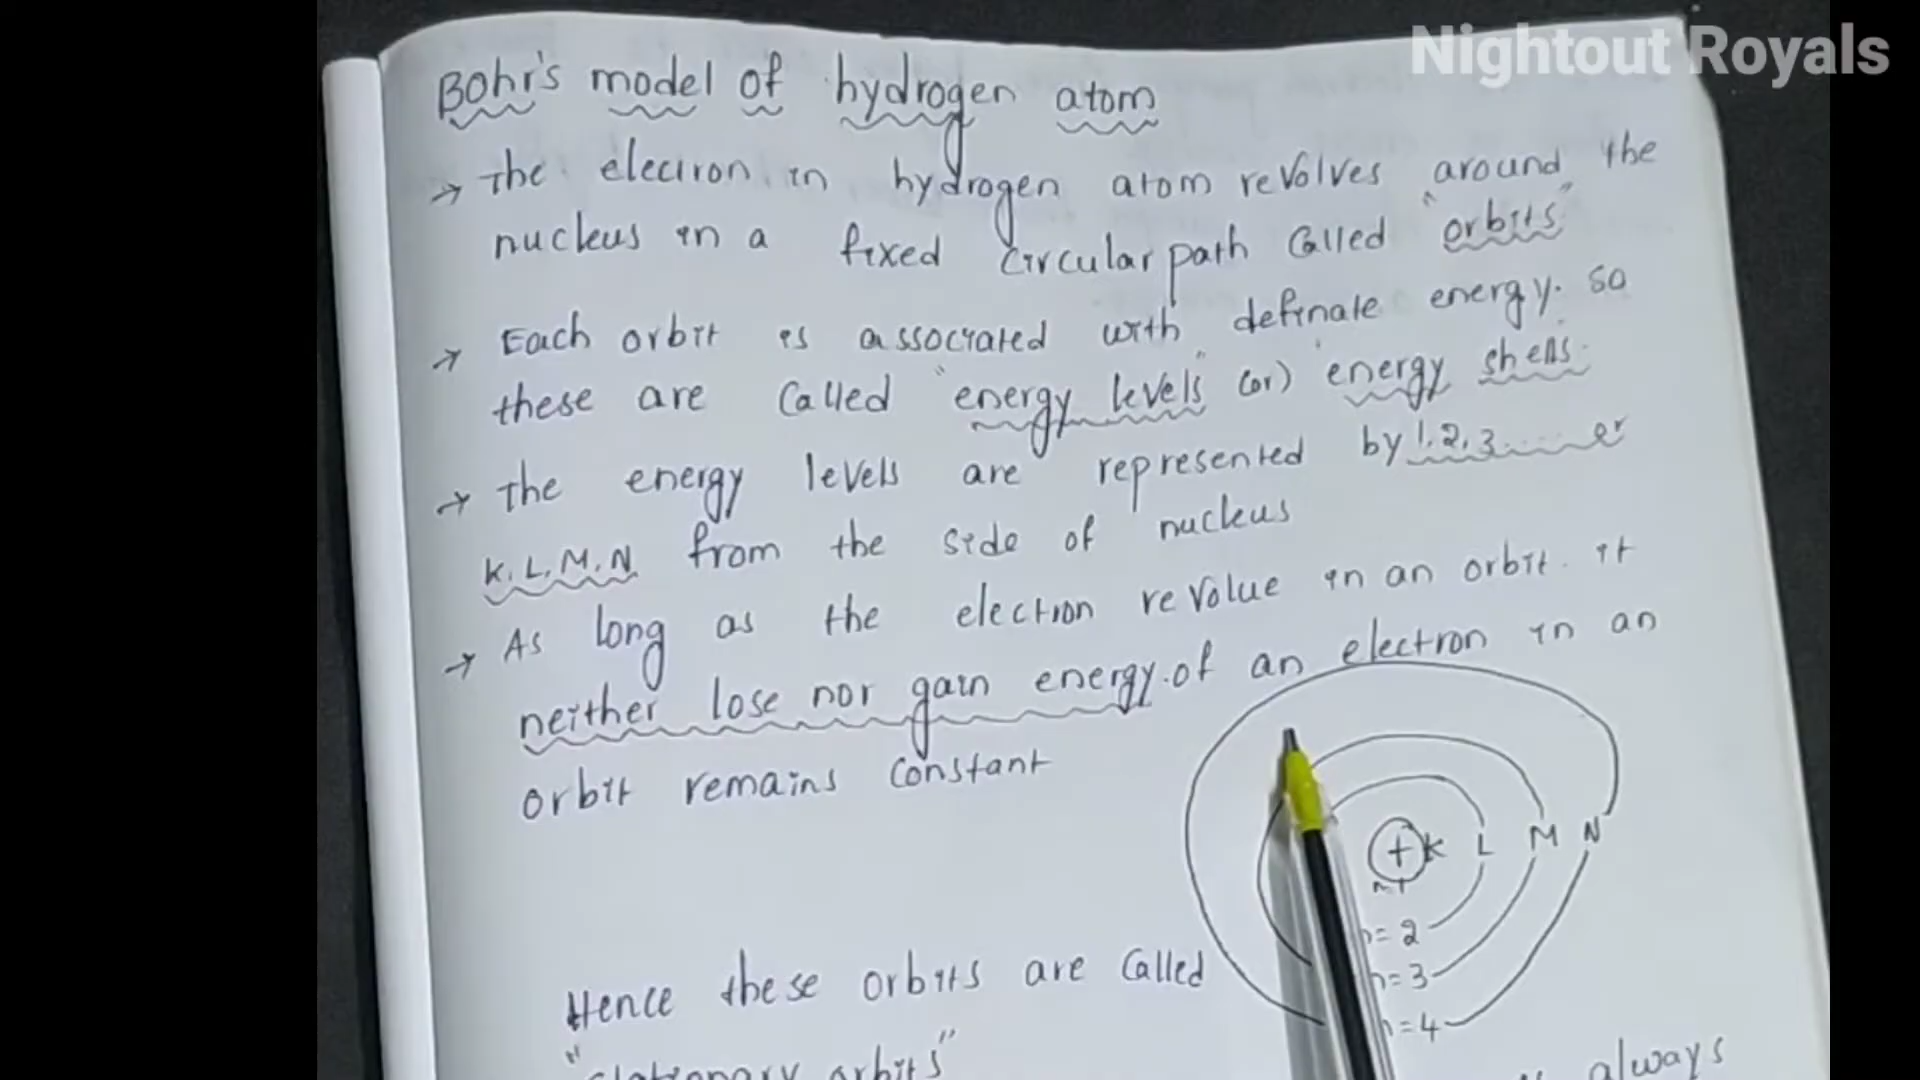 Nightout Royals
Bohr's model of hydrogen atom
→ The electron in hydrogen atom revolves around the
nucleus in a fixed circular path called "orbits"
→ Each orbit is associated with definate energy. so
these are called "energy levels" (or) energy shells.
→ The energy levels are represented by 1, 2, 3...... or
K. L. M. N from the side of nucleus
→ As long as the electron revolue in an orbit. it
neither lose nor gain energy. of an electron in an
orbit remains constant
+ K L M N
n=2
n=3
n=4
Hence these orbits are called
"stationary orbits"
always